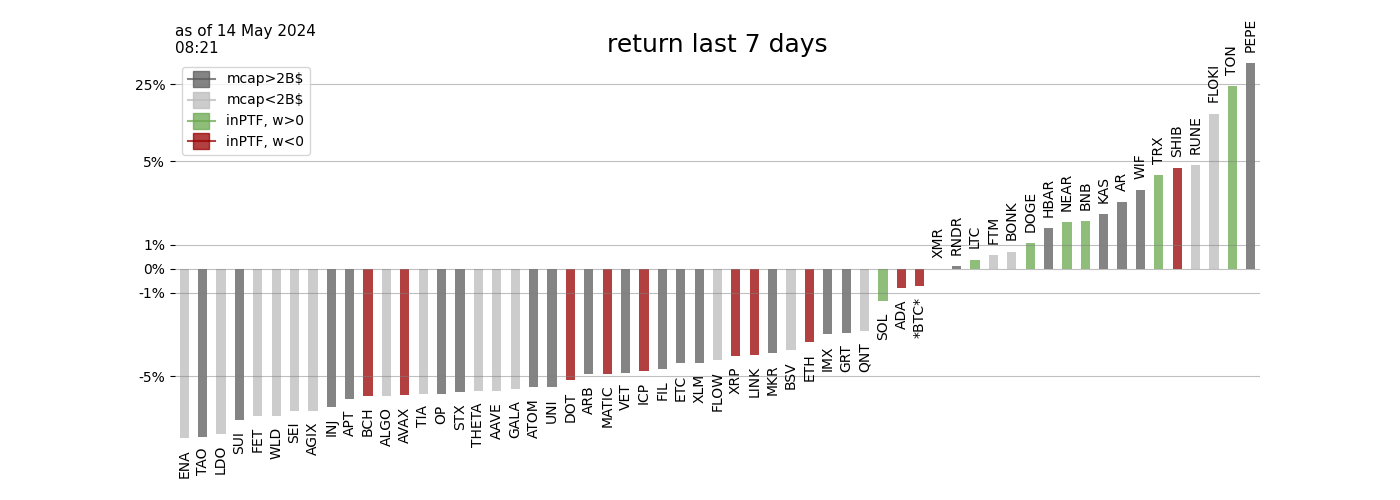 as of 14 May 2024
08:21
return last 7 days
mcap>2B$
mcap<2B$
inPTF, w>0
inPTF, w<0
25%
5%
1%
0%
-1%
-5%
ENA
TAO
LDO
SUI
FET
WLD
SEI
AGIX
INJ
APT
BCH
ALGO
AVAX
TIA
OP
STX
THETA
AAVE
GALA
ATOM
UNI
DOT
ARB
MATIC
VET
ICP
FIL
ETC
XLM
FLOW
XRP
LINK
MKR
BSV
ETH
IMX
GRT
QNT
SOL
ADA
*BTC*
XMR
RNDR
LTC
FTM
BONK
DOGE
HBAR
NEAR
BNB
KAS
AR
WIF
TRX
SHIB
RUNE
FLOKI
TON
PEPE